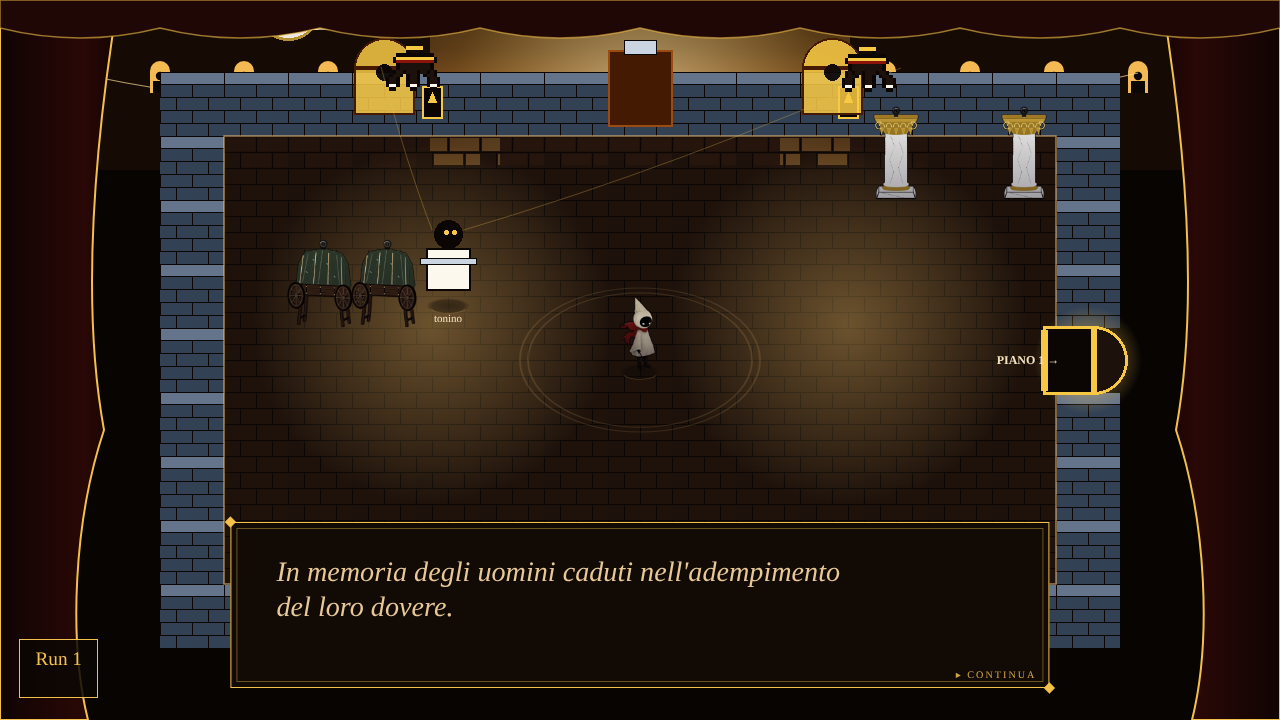 tonino
PIANO 1 →
In memoria degli uomini caduti nell'adempimento
del loro dovere.
▸ CONTINUA
Run 1